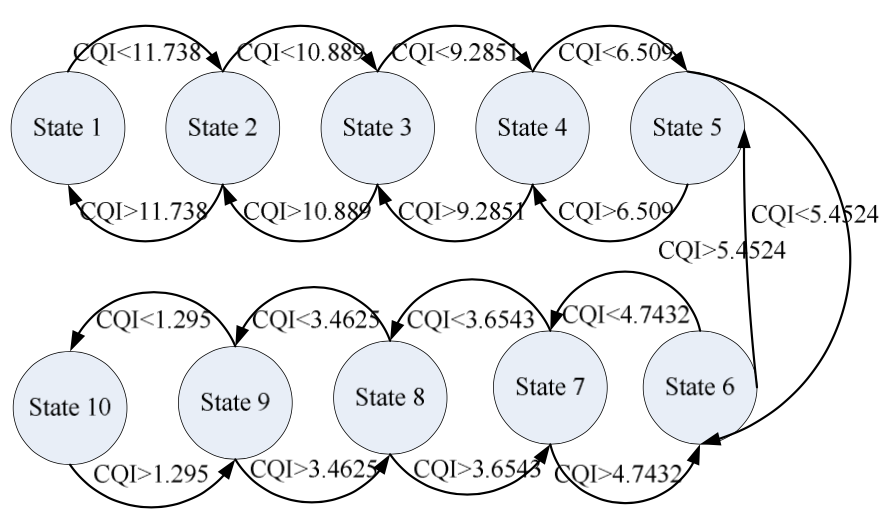 CQI<11.738
CQI<10.889
CQI<9.2851
CQI<6.509
State 1
State 2
State 3
State 4
State 5
CQI>11.738
CQI>10.889
CQI>9.2851
CQI>6.509
CQI<5.4524
CQI>5.4524
CQI<1.295
CQI<3.4625
CQI<3.6543
CQI<4.7432
State 10
State 9
State 8
State 7
State 6
CQI>1.295
CQI>3.4625
CQI>3.6543
CQI>4.7432